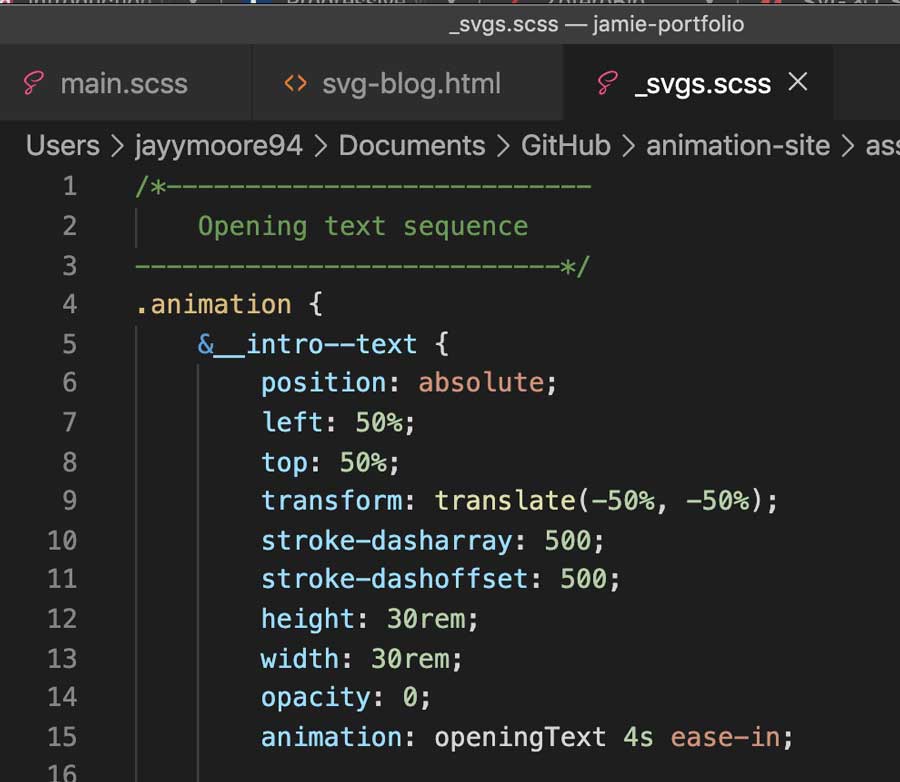 _svgs.scss — jamie-portfolio
main.scss
<> svg-blog.html
_svgs.scss ×
Users > jayymoore94 > Documents > GitHub > animation-site >
1 /*---------------------------
2 Opening text sequence
3 ---------------------------*/
4 .animation {
5 &__intro--text {
6 position: absolute;
7 left: 50%;
8 top: 50%;
9 transform: translate(-50%, -50%);
10 stroke-dasharray: 500;
11 stroke-dashoffset: 500;
12 height: 30rem;
13 width: 30rem;
14 opacity: 0;
15 animation: openingText 4s ease-in;
16